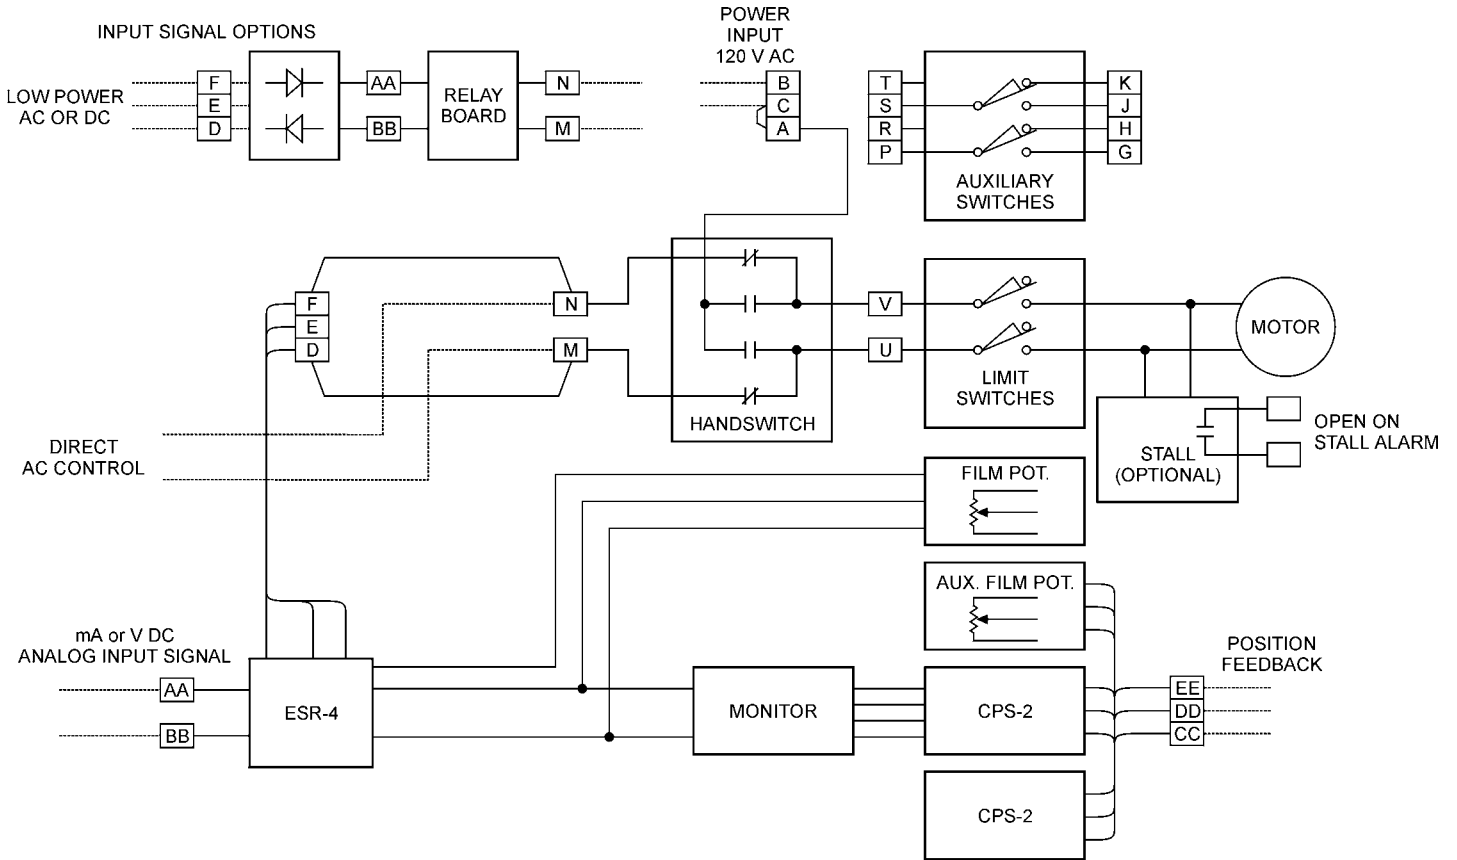 INPUT SIGNAL OPTIONS
LOW POWER
AC OR DC
F
E
D
AA
BB
RELAY
BOARD
N
M
POWER
INPUT
120 V AC
B
C
A
T
S
R
P
K
J
H
G
AUXILIARY
SWITCHES
F
E
D
N
M
HANDSWITCH
V
U
LIMIT
SWITCHES
MOTOR
DIRECT
AC CONTROL
STALL
(OPTIONAL)
OPEN ON
STALL ALARM
FILM POT.
AUX. FILM POT.
mA or V DC
ANALOG INPUT SIGNAL
AA
BB
ESR-4
MONITOR
CPS-2
POSITION
FEEDBACK
EE
DD
CC
CPS-2